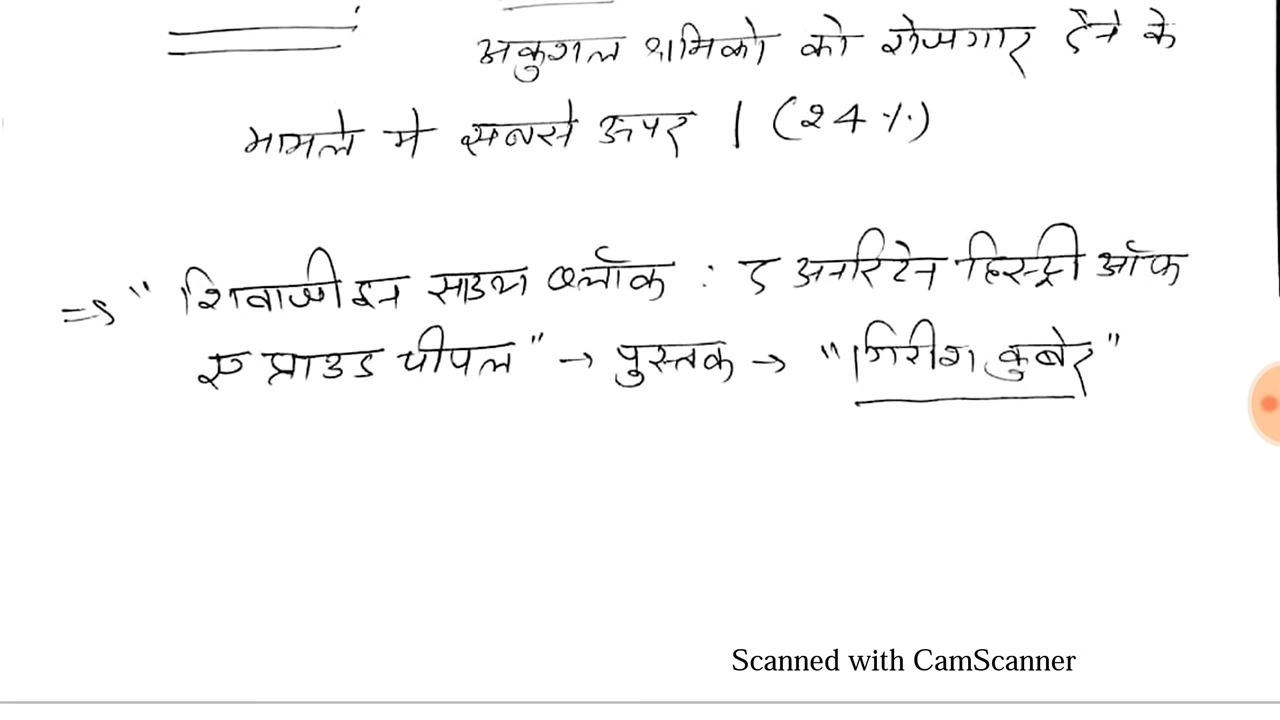 अकुशल श्रमिको को रोजगार देने के
मामले मे सबसे ऊपर | (24%)
=> " शिवाजी इन साउथ ब्लॉक : द अनरिटेन हिस्ट्री ऑफ
ए प्राउड पीपल" → पुस्तक → "गिरीश कुबेर"
Scanned with CamScanner